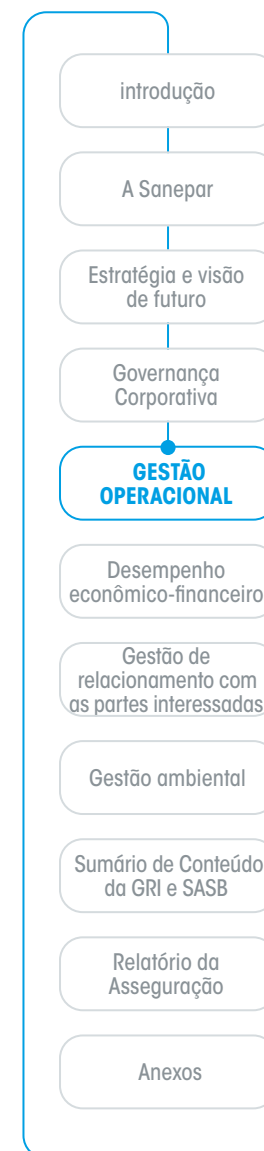 introdução
A Sanepar
Estratégia e visão
de futuro
Governança
Corporativa
GESTÃO
OPERACIONAL
Desempenho
econômico-financeiro
Gestão de
relacionamento com
as partes interessadas
Gestão ambiental
Sumário de Conteúdo
da GRI e SASB
Relatório da
Asseguração
Anexos